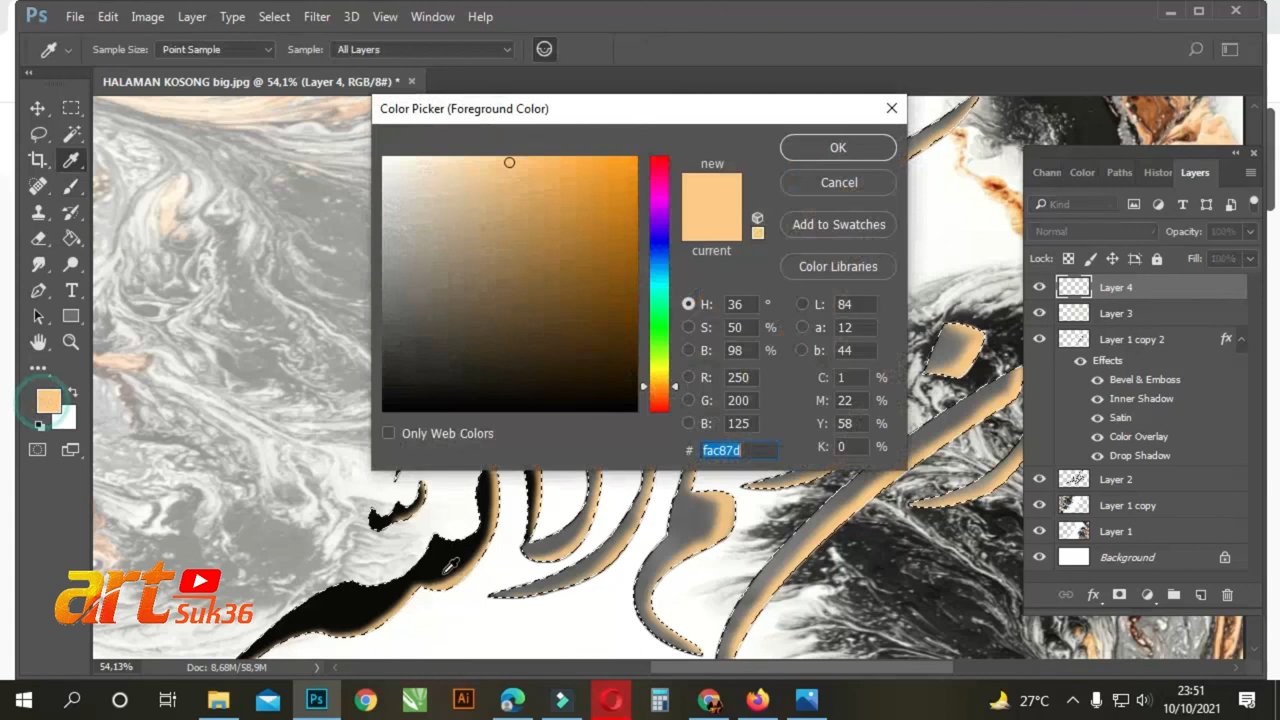 Ps File Edit Image Layer Type Select Filter 3D View Window Help
Sample Size: Point Sample Sample: All Layers
HALAMAN KOSONG big.jpg @ 54,1% (Layer 4, RGB/8#) *
Color Picker (Foreground Color)
OK
new
Cancel
Add to Swatches
current
Color Libraries
H: 36 ° L: 84
S: 50 % a: 12
B: 98 % b: 44
R: 250 C: 1 %
G: 200 M: 22 %
B: 125 Y: 58 %
Only Web Colors
# fac87d K: 0 %
Chann Color Paths Histor Layers
Kind
Normal Opacity: 100%
Lock: Fill: 100%
Layer 4
Layer 3
Layer 1 copy 2 fx
Effects
Bevel & Emboss
Inner Shadow
Satin
Color Overlay
Drop Shadow
Layer 2
Layer 1 copy
Layer 1
Background
fx
art
Suk36
54,13% Doc: 8,68M/58,9M
Ps Ai 27°C 23:51
10/10/2021